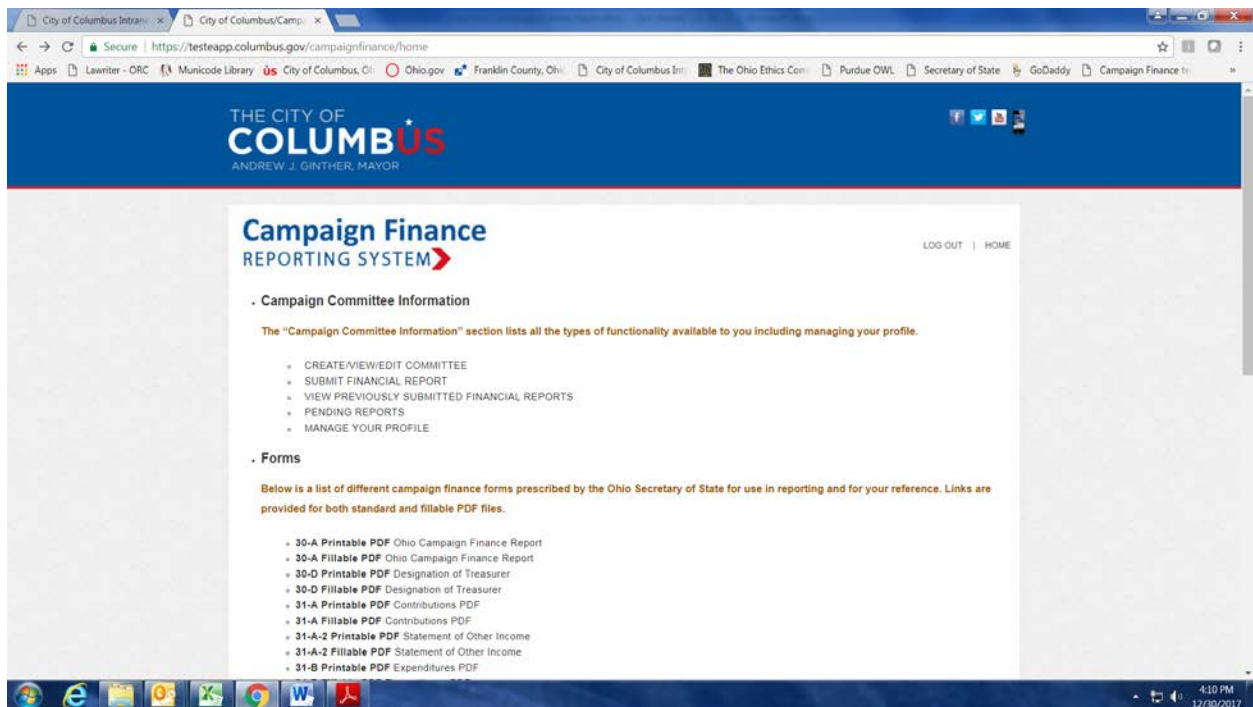 City of Columbus Intran
City of Columbus/Camp
Secure | https://testeapp.columbus.gov/campaignfinance/home
Apps Lawriter - ORC Municode Library City of Columbus, O Ohio.gov Franklin County, Ohi City of Columbus Int The Ohio Ethics Com Purdue OWL Secretary of State GoDaddy Campaign Finance te »
THE CITY OF
COLUMBUS
ANDREW J. GINTHER, MAYOR
Campaign Finance
REPORTING SYSTEM
LOG OUT | HOME
Campaign Committee Information
The “Campaign Committee Information” section lists all the types of functionality available to you including managing your profile.
CREATE/VIEW/EDIT COMMITTEE
SUBMIT FINANCIAL REPORT
VIEW PREVIOUSLY SUBMITTED FINANCIAL REPORTS
PENDING REPORTS
MANAGE YOUR PROFILE
Forms
Below is a list of different campaign finance forms prescribed by the Ohio Secretary of State for use in reporting and for your reference. Links are
provided for both standard and fillable PDF files.
30-A Printable PDF Ohio Campaign Finance Report
30-A Fillable PDF Ohio Campaign Finance Report
30-D Printable PDF Designation of Treasurer
30-D Fillable PDF Designation of Treasurer
31-A Printable PDF Contributions PDF
31-A Fillable PDF Contributions PDF
31-A-2 Printable PDF Statement of Other Income
31-A-2 Fillable PDF Statement of Other Income
31-B Printable PDF Expenditures PDF
4:10 PM
12/30/2017